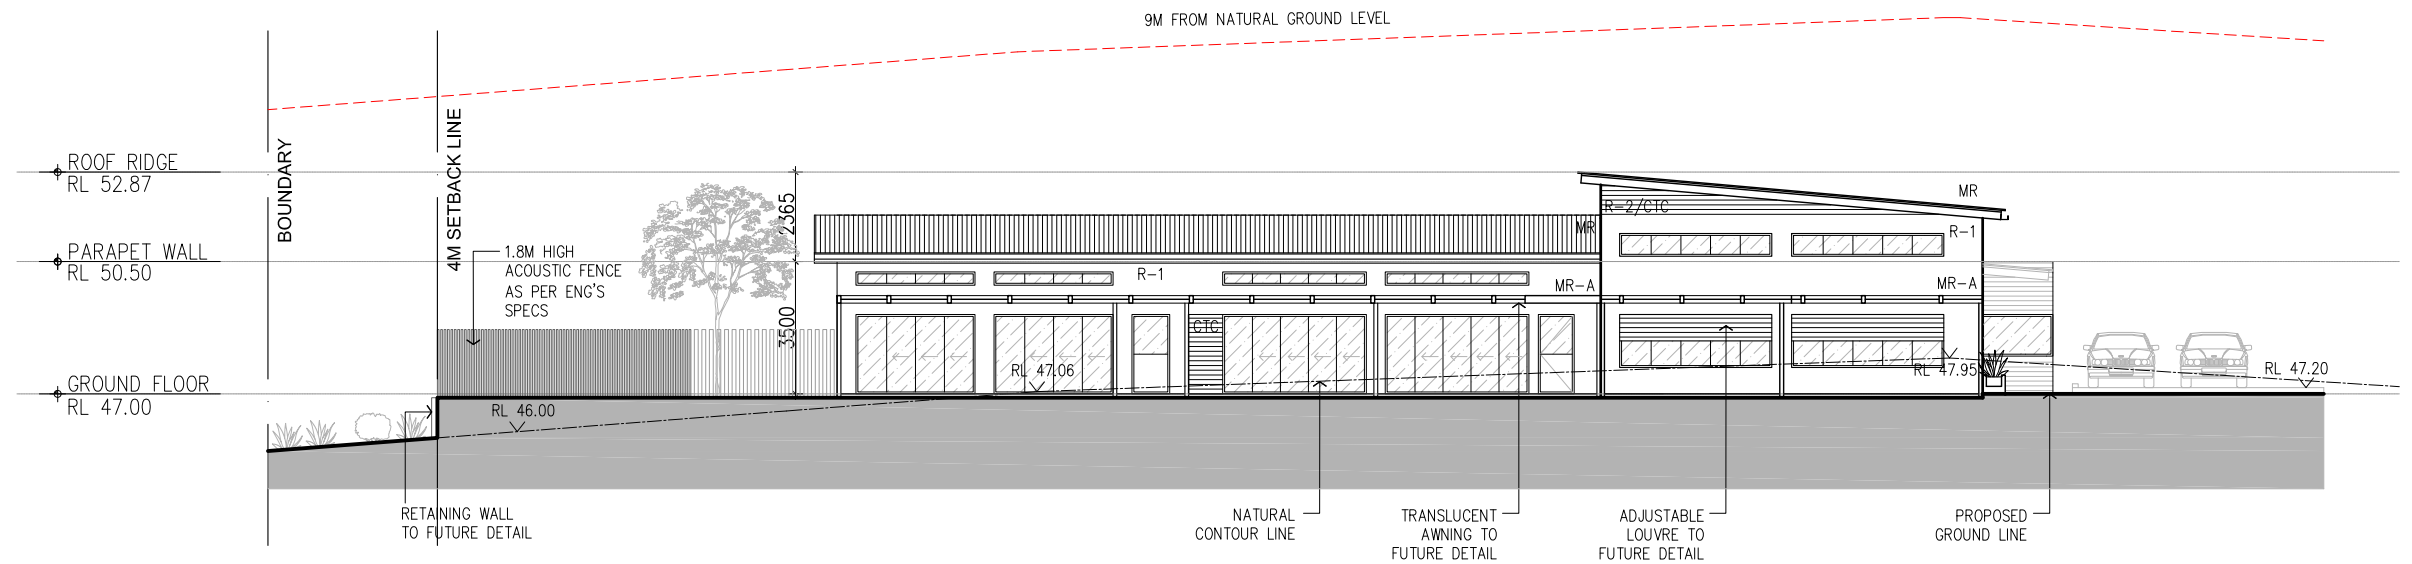 9M FROM NATURAL GROUND LEVEL
ROOF RIDGE
RL 52.87
PARAPET WALL
RL 50.50
GROUND FLOOR
RL 47.00
BOUNDARY
4M SETBACK LINE
1.8M HIGH
ACOUSTIC FENCE
AS PER ENG'S
SPECS
2365
3500
MR
R-2/CTC
MR
R-1
R-1
MR-A
MR-A
CTC
RL 46.00
RL 47.06
RL 47.95
RL 47.20
RETAINING WALL
TO FUTURE DETAIL
NATURAL
CONTOUR LINE
TRANSLUCENT
AWNING TO
FUTURE DETAIL
ADJUSTABLE
LOUVRE TO
FUTURE DETAIL
PROPOSED
GROUND LINE